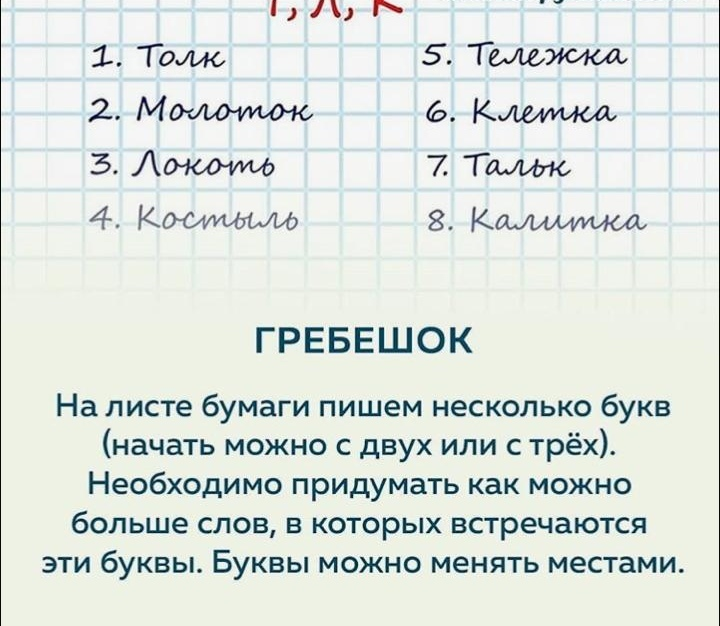 Т, Л, К
1. Толк
2. Молоток
3. Локоть
4. Костыль
5. Тележка
6. Клетка
7. Тальк
8. Калитка
ГРЕБЕШОК
На листе бумаги пишем несколько букв
(начать можно с двух или с трёх).
Необходимо придумать как можно
больше слов, в которых встречаются
эти буквы. Буквы можно менять местами.